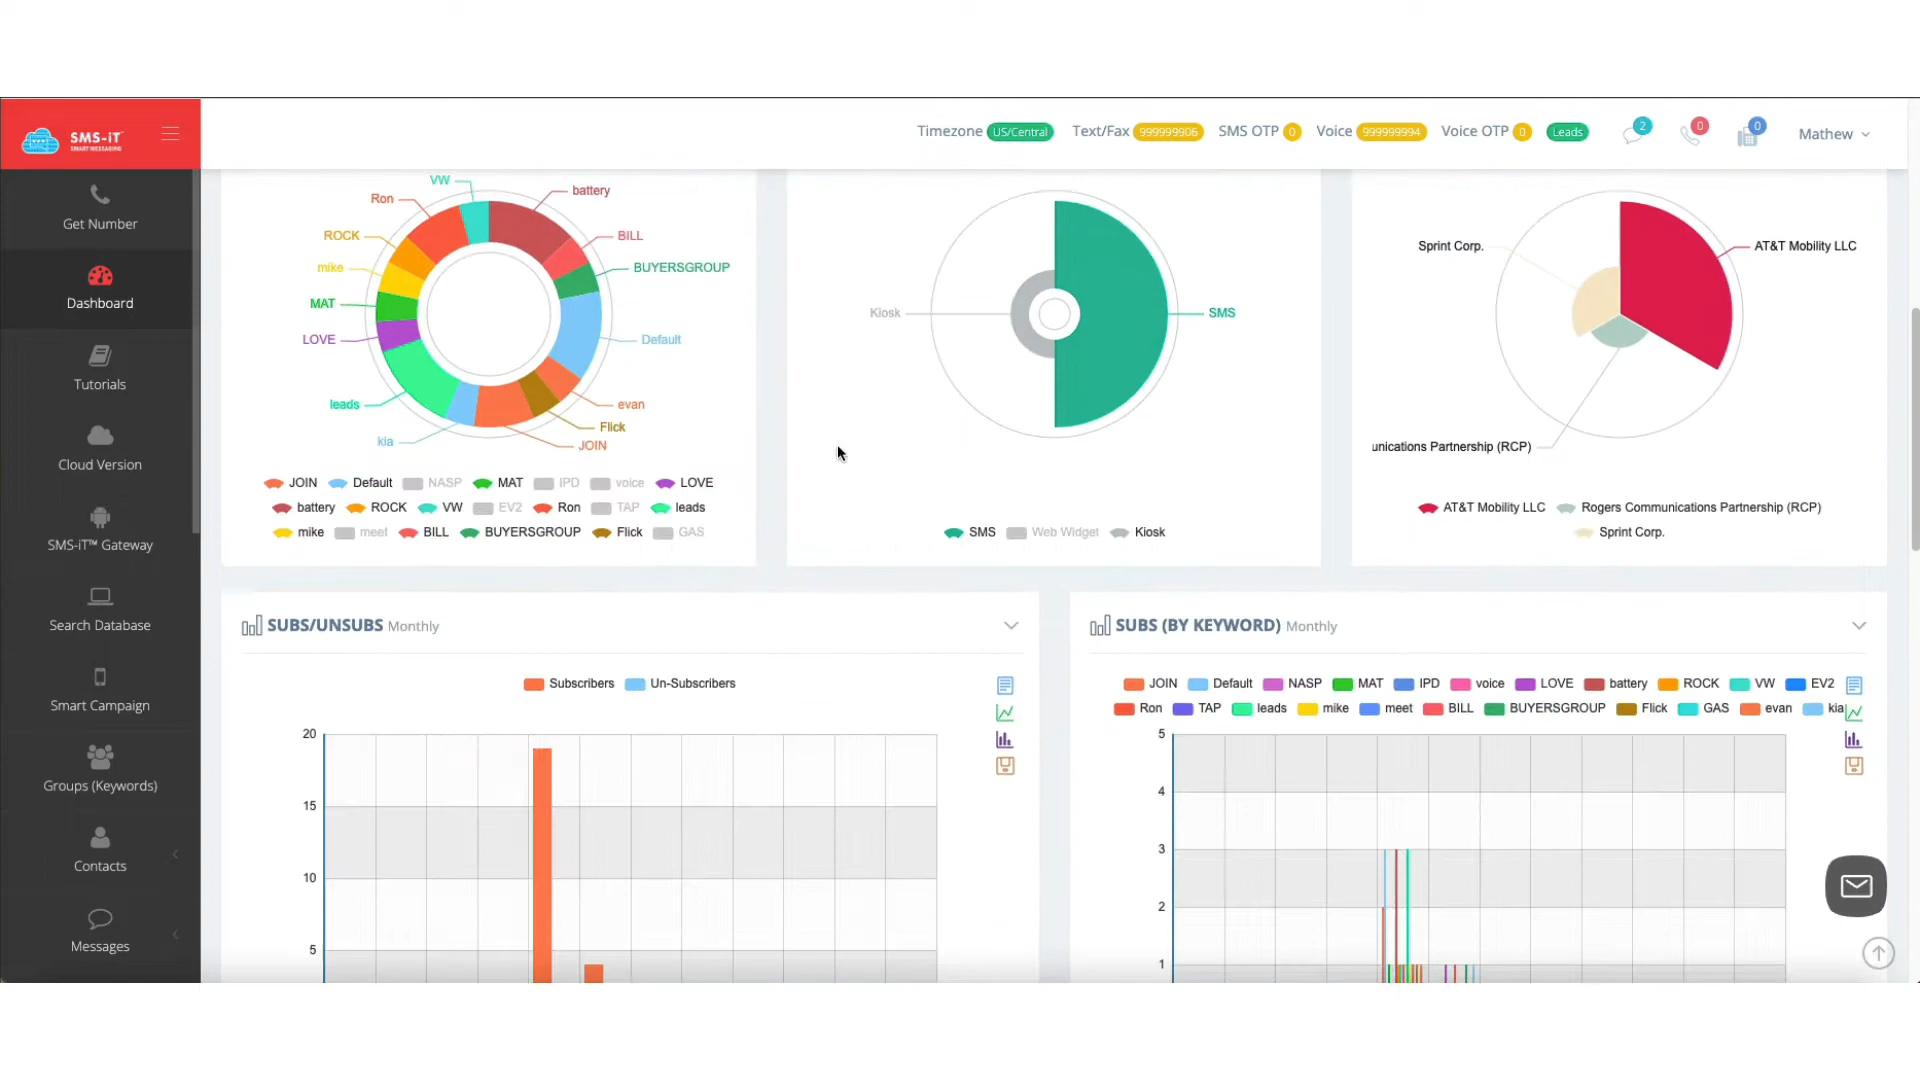 SMS-iT
SMART MESSAGING
Timezone US/Central Text/Fax 999999906 SMS OTP 0 Voice 999999994 Voice OTP 0 Leads 2 0 0 Mathew
Get Number
Dashboard
Tutorials
Cloud Version
SMS-iT™ Gateway
Search Database
Smart Campaign
Groups (Keywords)
Contacts
Messages
VW
battery
Ron
ROCK
BILL
mike
BUYERSGROUP
MAT
LOVE
Default
leads
evan
Flick
kia
JOIN
JOIN Default NASP MAT IPD voice LOVE
battery ROCK VW EV2 Ron TAP leads
mike meet BILL BUYERSGROUP Flick GAS
Kiosk
SMS
SMS Web Widget Kiosk
Sprint Corp.
AT&T Mobility LLC
unications Partnership (RCP)
AT&T Mobility LLC Rogers Communications Partnership (RCP)
Sprint Corp.
SUBS/UNSUBS Monthly
Subscribers Un-Subscribers
20
15
10
5
SUBS (BY KEYWORD) Monthly
JOIN Default NASP MAT IPD voice LOVE battery ROCK VW EV2
Ron TAP leads mike meet BILL BUYERSGROUP Flick GAS evan kia
5
4
3
2
1